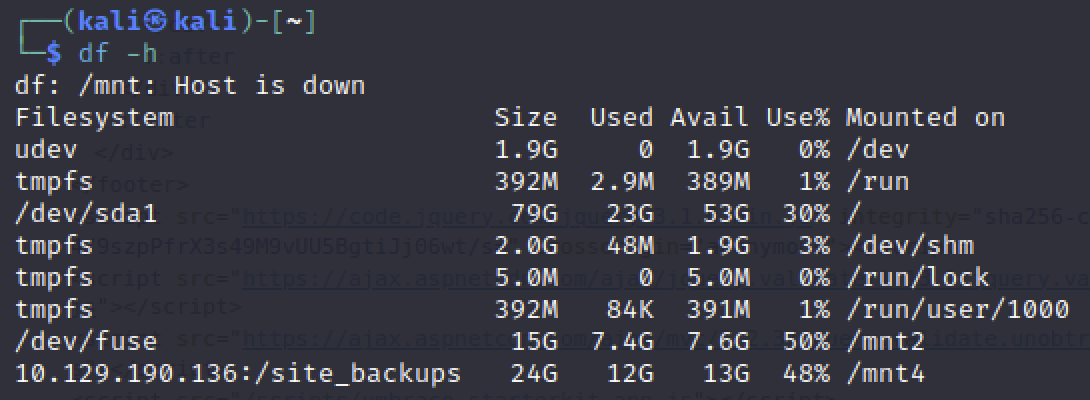 ┌──(kali㉿kali)-[~]
└─$ df -h
df: /mnt: Host is down
Filesystem Size Used Avail Use% Mounted on
udev 1.9G 0 1.9G 0% /dev
tmpfs 392M 2.9M 389M 1% /run
/dev/sda1 79G 23G 53G 30% /
tmpfs 2.0G 48M 1.9G 3% /dev/shm
tmpfs 5.0M 0 5.0M 0% /run/lock
tmpfs 392M 84K 391M 1% /run/user/1000
/dev/fuse 15G 7.4G 7.6G 50% /mnt2
10.129.190.136:/site_backups 24G 12G 13G 48% /mnt4